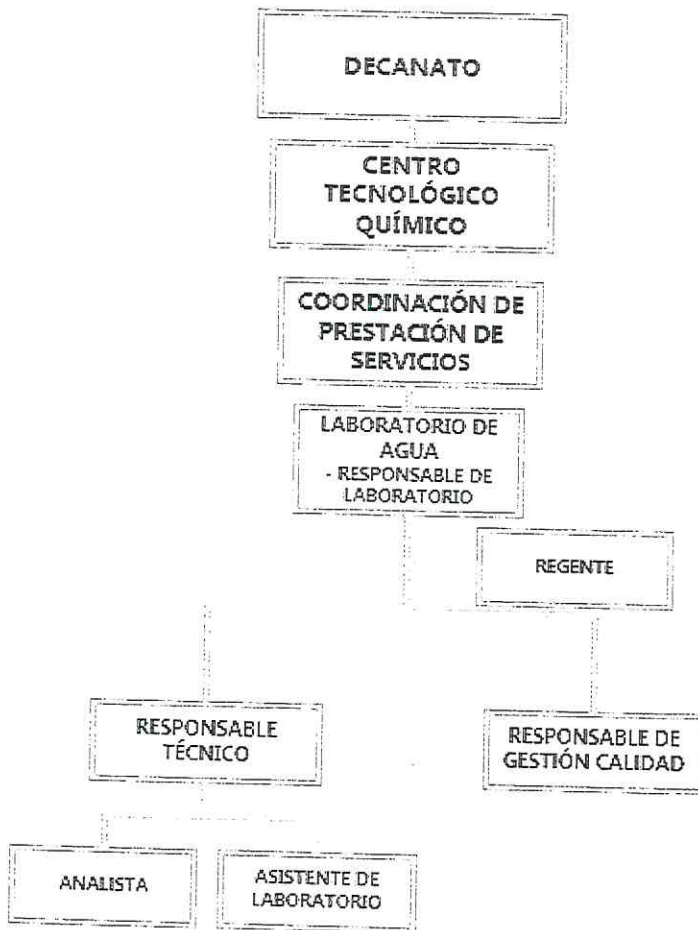 DECANATO
CENTRO
TECNOLÓGICO
QUÍMICO
COORDINACIÓN DE
PRESTACIÓN DE
SERVICIOS
LABORATORIO DE
AGUA
- RESPONSABLE DE
LABORATORIO
REGENTE
RESPONSABLE
TÉCNICO
RESPONSABLE DE
GESTIÓN CALIDAD
ANALISTA
ASISTENTE DE
LABORATORIO